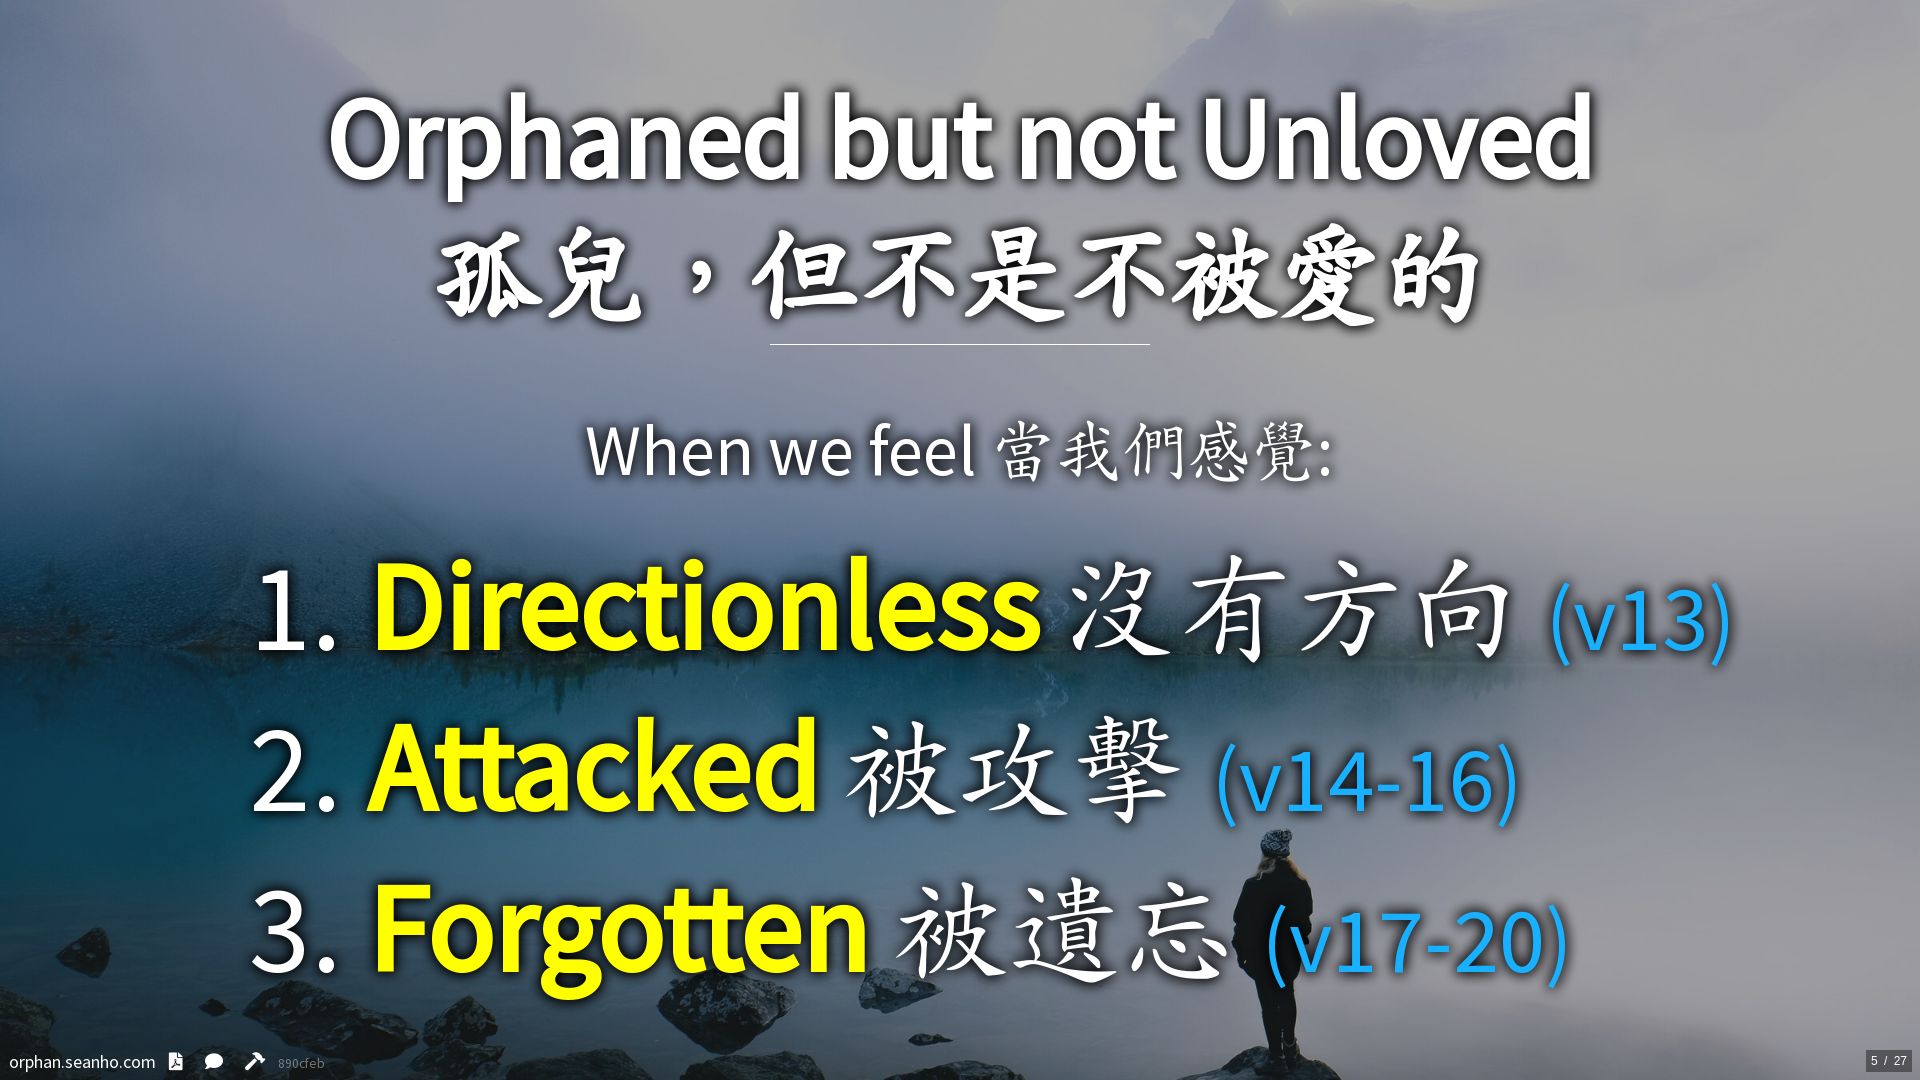 Orphaned but not Unloved
孤兒，但不是不被愛的
When we feel 當我們感覺:
1. Directionless 沒有方向 (v13)
2. Attacked 被攻擊 (v14-16)
3. Forgotten 被遺忘 (v17-20)
orphan.seanho.com 890cfeb
5 / 27